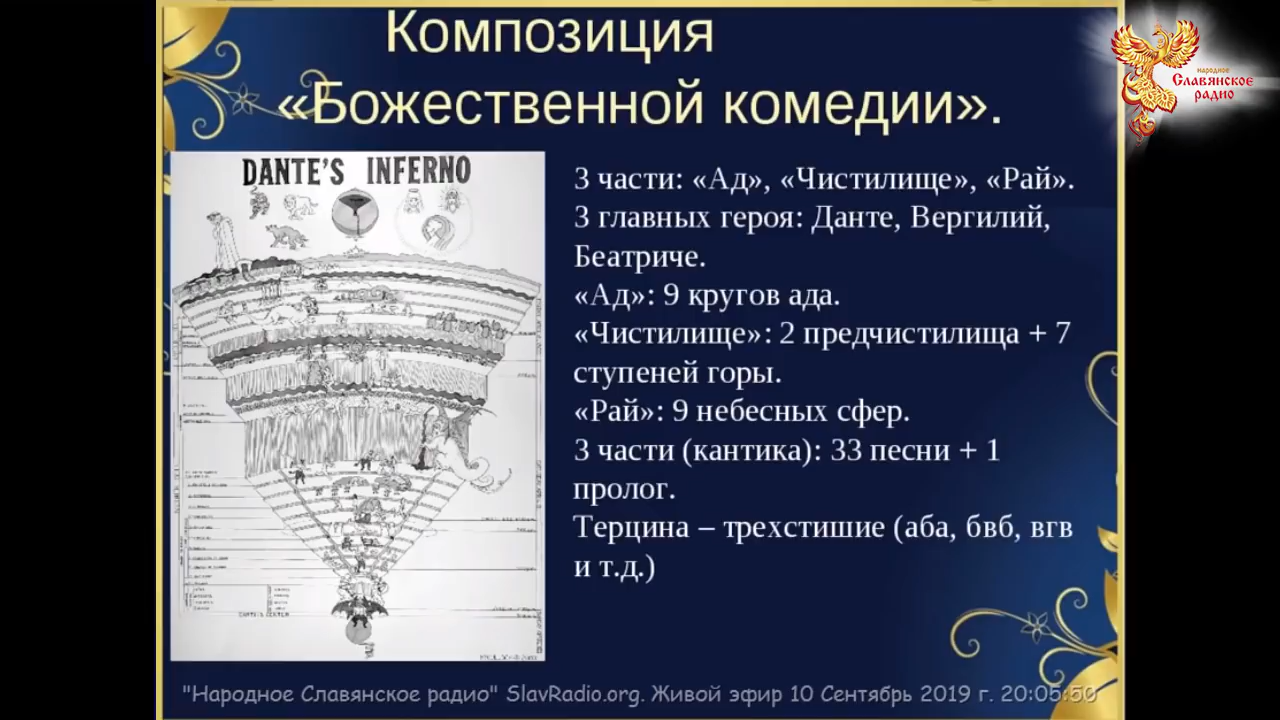 Композиция
«Божественной комедии».
народное
Славянское
радио
DANTE'S INFERNO
3 части: «Ад», «Чистилище», «Рай».
3 главных героя: Данте, Вергилий,
Беатриче.
«Ад»: 9 кругов ада.
«Чистилище»: 2 предчистилища + 7
ступеней горы.
«Рай»: 9 небесных сфер.
3 части (кантика): 33 песни + 1
пролог.
Терцина – трехстишие (аба, бвб, вгв
и т.д.)
"Народное Славянское радио" SlavRadio.org. Живой эфир 10 Сентябрь 2019 г. 20:05:50